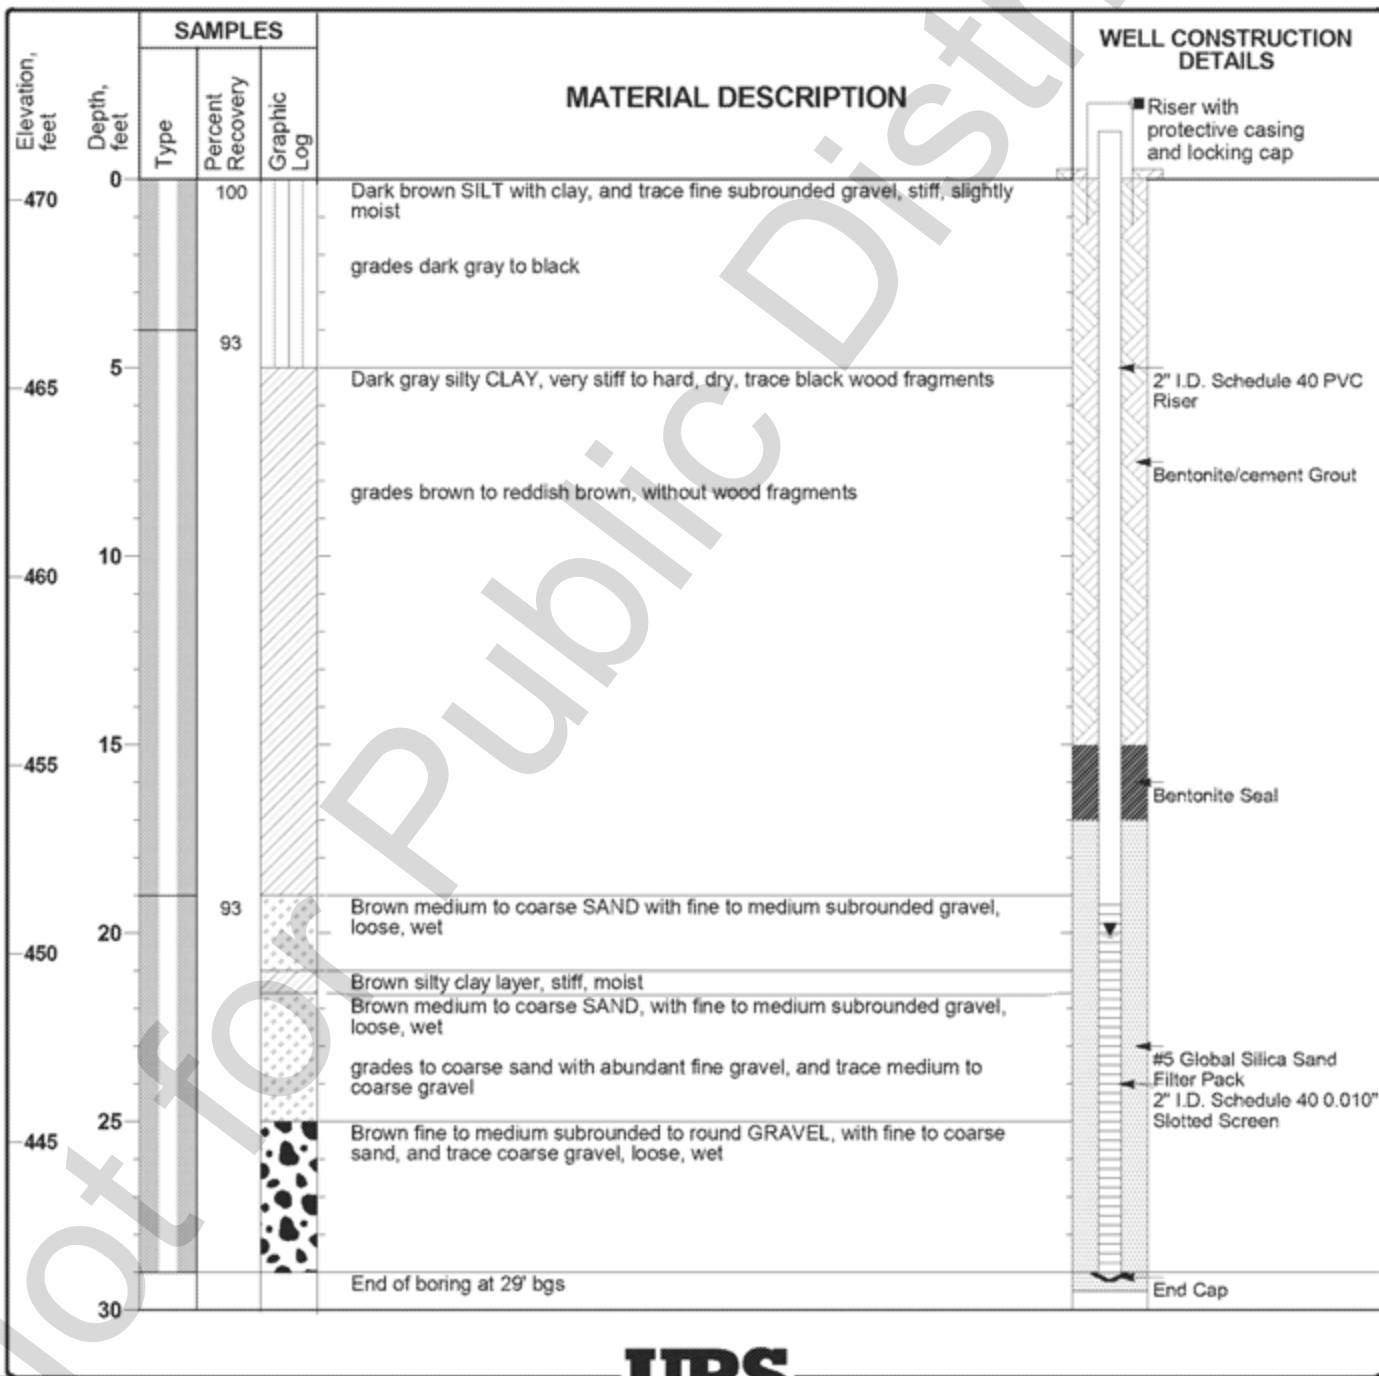 SAMPLES
Elevation, feet
Depth, feet
Type
Percent Recovery
Graphic Log
MATERIAL DESCRIPTION
WELL CONSTRUCTION
DETAILS
Riser with
protective casing
and locking cap
0
470
100
Dark brown SILT with clay, and trace fine subrounded gravel, stiff, slightly
moist
grades dark gray to black
93
5
465
Dark gray silty CLAY, very stiff to hard, dry, trace black wood fragments
2" I.D. Schedule 40 PVC
Riser
Bentonite/cement Grout
grades brown to reddish brown, without wood fragments
10
460
15
455
Bentonite Seal
93
Brown medium to coarse SAND with fine to medium subrounded gravel,
loose, wet
20
450
Brown silty clay layer, stiff, moist
Brown medium to coarse SAND, with fine to medium subrounded gravel,
loose, wet
grades to coarse sand with abundant fine gravel, and trace medium to
coarse gravel
#5 Global Silica Sand
Filter Pack
2" I.D. Schedule 40 0.010"
Slotted Screen
25
445
Brown fine to medium subrounded to round GRAVEL, with fine to coarse
sand, and trace coarse gravel, loose, wet
End of boring at 29' bgs
End Cap
30
for Public